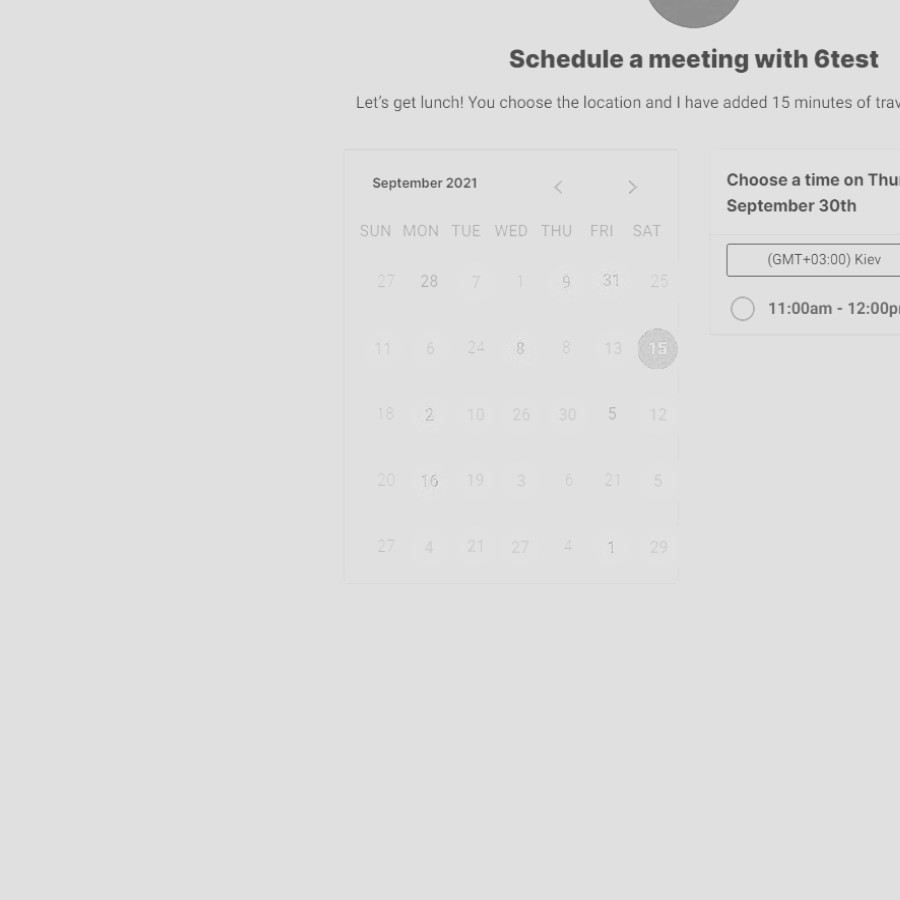 Schedule a meeting with 6test
Let's get lunch! You choose the location and I have added 15 minutes of trav
September 2021
SUN MON TUE WED THU FRI SAT
27 28 7 1 9 31 25
11 6 24 8 8 13 15
18 2 10 26 30 5 12
20 16 19 3 6 21 5
27 4 21 27 4 1 29
Choose a time on Thur
September 30th
(GMT+03:00) Kiev
11:00am - 12:00pm